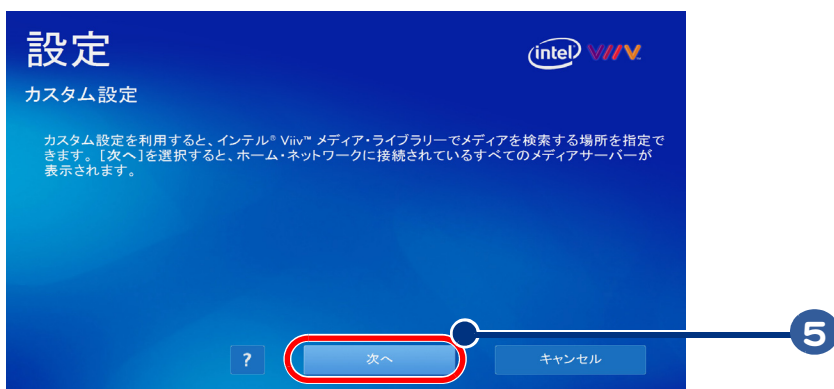 設定
intel VIIV
カスタム設定
カスタム設定を利用すると、インテル® Viiv™ メディア・ライブラリーでメディアを検索する場所を指定で
きます。[次へ]を選択すると、ホーム・ネットワークに接続されているすべてのメディアサーバーが
表示されます。
? 次へ キャンセル
5